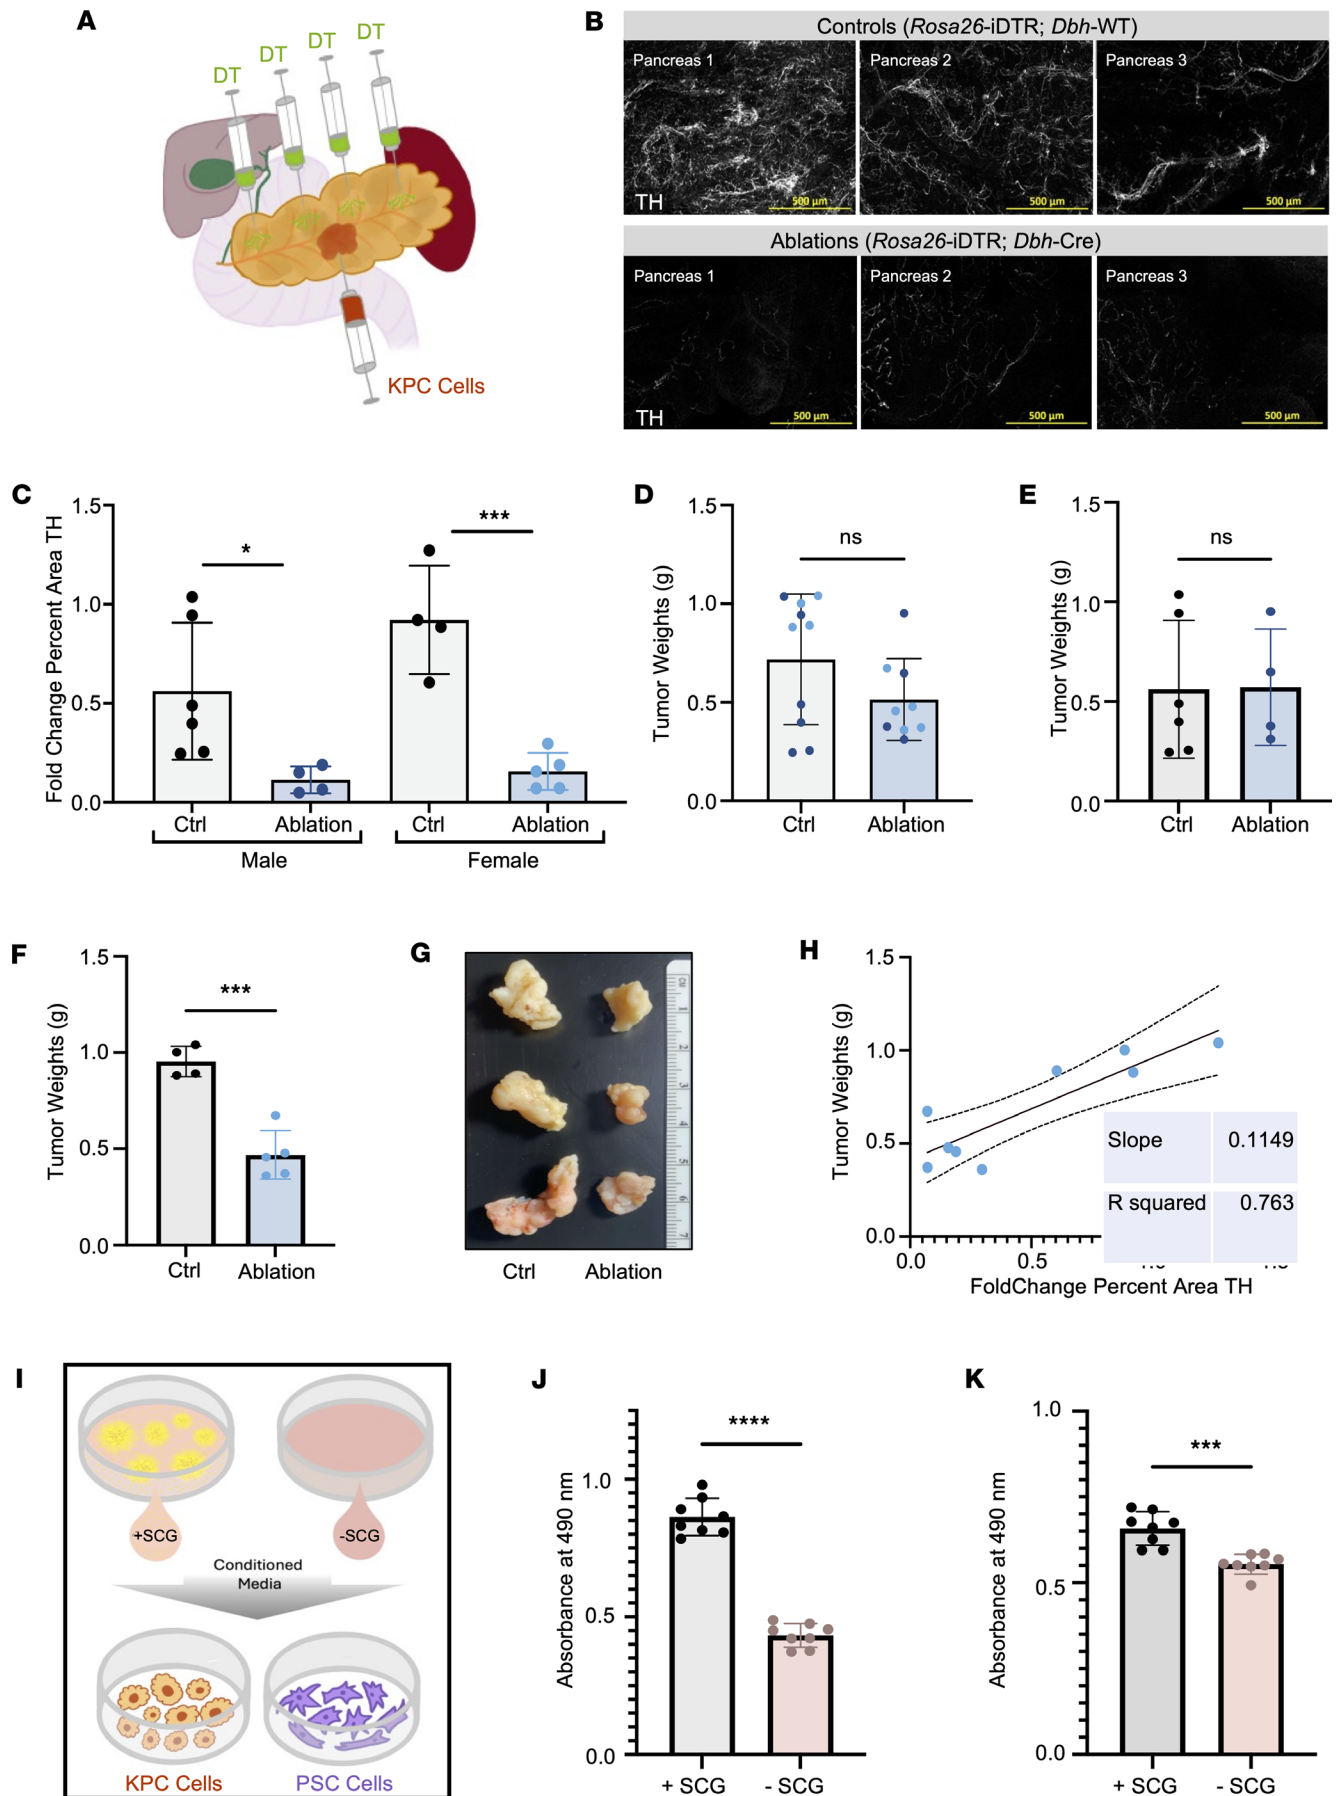 A
DT
DT
DT
DT
KPC Cells
B
Controls (Rosa26-iDTR; Dbh-WT)
Pancreas 1
Pancreas 2
Pancreas 3
TH
500 µm
500 µm
500 µm
Ablations (Rosa26-iDTR; Dbh-Cre)
Pancreas 1
Pancreas 2
Pancreas 3
TH
500 µm
500 µm
500 µm
C
Fold Change Percent Area TH
1.5
1.0
0.5
0.0
*
***
Ctrl
Ablation
Ctrl
Ablation
Male
Female
D
Tumor Weights (g)
1.5
1.0
0.5
0.0
ns
Ctrl
Ablation
E
Tumor Weights (g)
1.5
1.0
0.5
0.0
ns
Ctrl
Ablation
F
Tumor Weights (g)
1.5
1.0
0.5
0.0
***
Ctrl
Ablation
G
CM
1
2
3
4
5
6
7
Ctrl
Ablation
H
Tumor Weights (g)
1.5
1.0
0.5
0.0
Slope 0.1149
R squared 0.763
0.0
0.5
FoldChange Percent Area TH
I
+SCG
-SCG
Conditioned
Media
KPC Cells
PSC Cells
J
Absorbance at 490 nm
1.0
0.5
0.0
****
+ SCG
- SCG
K
Absorbance at 490 nm
1.0
0.5
0.0
***
+ SCG
- SCG